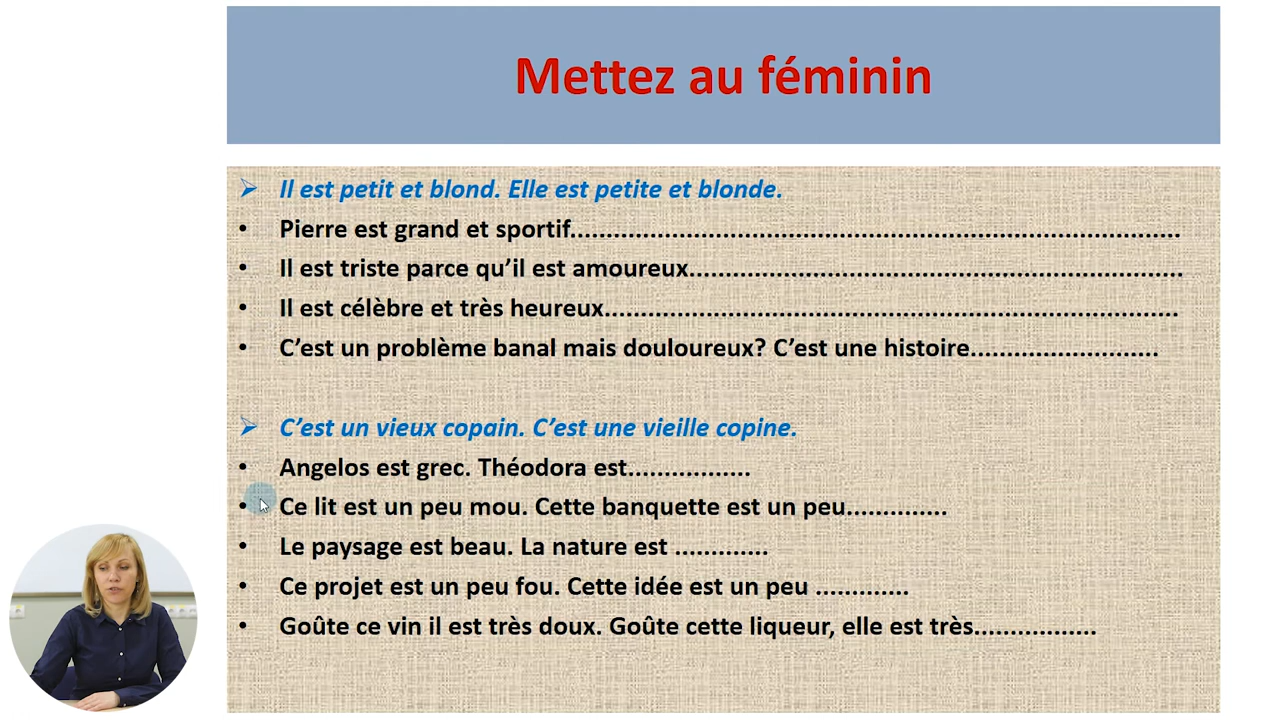 Mettez au féminin
Il est petit et blond. Elle est petite et blonde.
Pierre est grand et sportif....................................................................................
Il est triste parce qu’il est amoureux....................................................................
Il est célèbre et très heureux...............................................................................
C’est un problème banal mais douloureux? C’est une histoire..........................
C’est un vieux copain. C’est une vieille copine.
Angelos est grec. Théodora est.................
Ce lit est un peu mou. Cette banquette est un peu..............
Le paysage est beau. La nature est .............
Ce projet est un peu fou. Cette idée est un peu .............
Goûte ce vin il est très doux. Goûte cette liqueur, elle est très.................